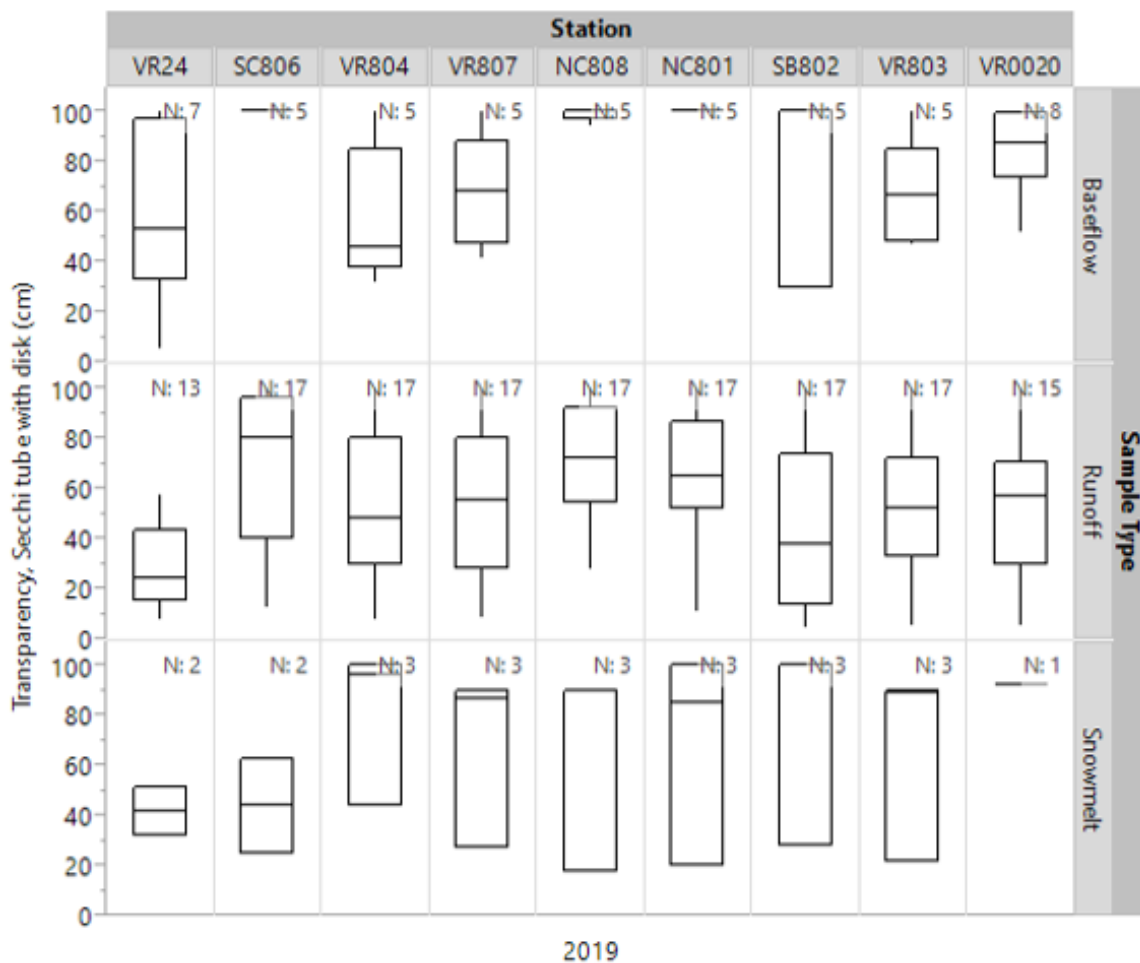 Station
VR24 SC806 VR804 VR807 NC808 NC801 SB802 VR803 VR0020
Transparency, Secchi tube with disk (cm)
100 N: 7 N: 5 N: 5 N: 5 N: 5 N: 5 N: 5 N: 5 N: 8
80
60
40
20
0
Baseflow
100 N: 13 N: 17 N: 17 N: 17 N: 17 N: 17 N: 17 N: 17 N: 15
80
60
40
20
0
Runoff
Sample Type
100 N: 2 N: 2 N: 3 N: 3 N: 3 N: 3 N: 3 N: 3 N: 1
80
60
40
20
0
Snowmelt
2019